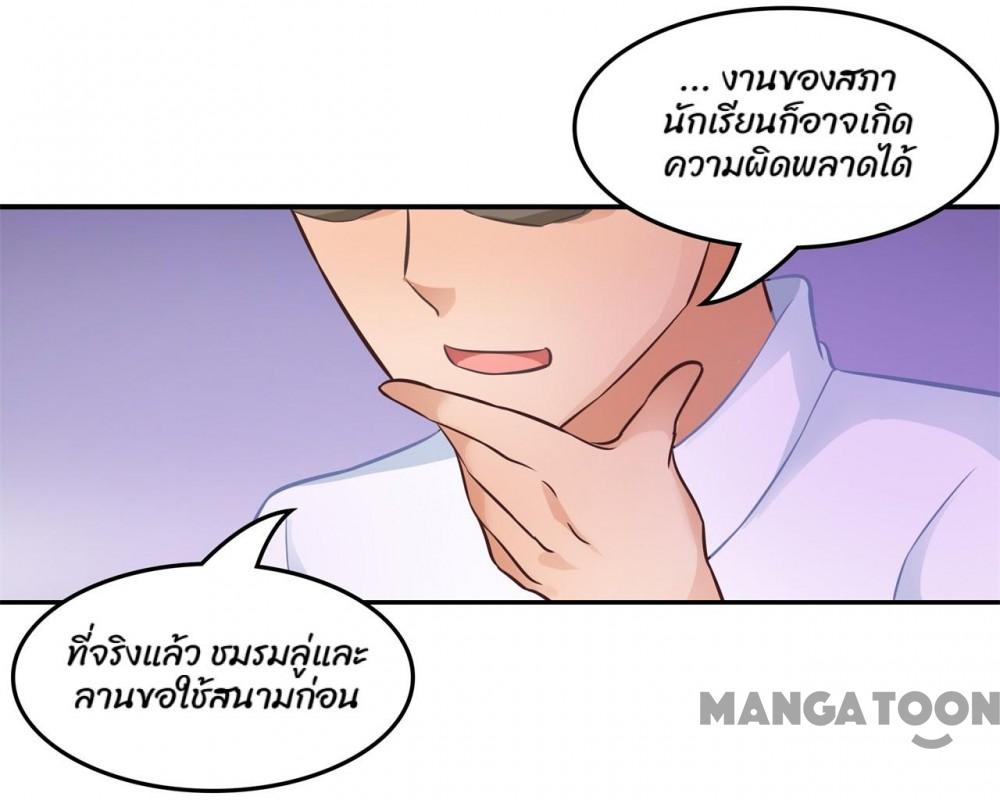 ... งานของสภา
นักเรียนก็อาจเกิด
ความผิดพลาดได้
ที่จริงแล้ว ชมรมลู่และ
ลานขอใช้สนามก่อน
MANGATOON